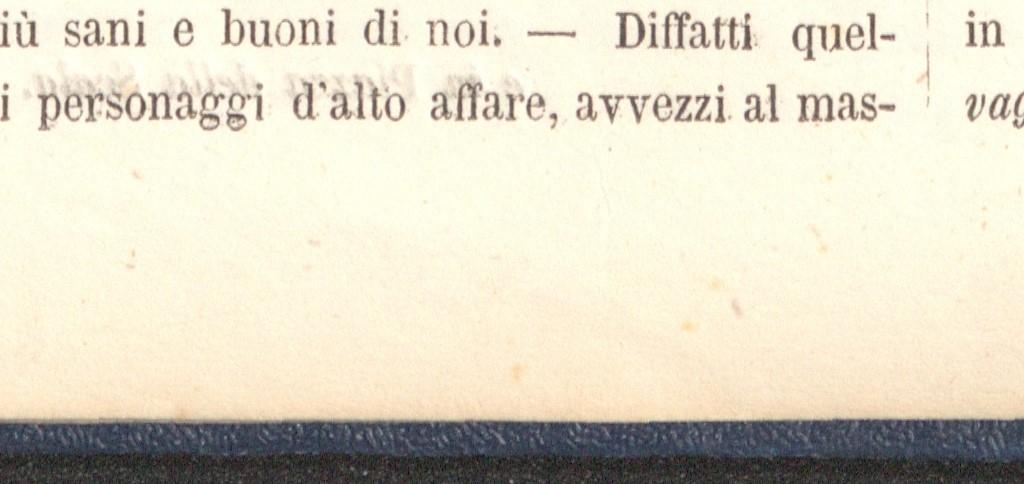 iù sani e buoni di noi. — Diffatti quel-
i personaggi d'alto affare, avvezzi al mas-
in
vag